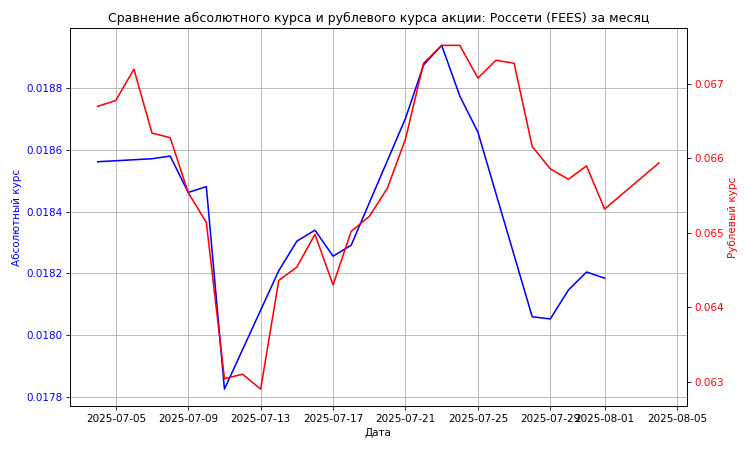 Сравнение абсолютного курса и рублевого курса акции: Россети (FEES) за месяц
Абсолютный курс
0.0188
0.0186
0.0184
0.0182
0.0180
0.0178
0.067
0.066
0.065
0.064
0.063
Рублевый курс
2025-07-05 2025-07-09 2025-07-13 2025-07-17 2025-07-21 2025-07-25 2025-07-29 2025-08-01 2025-08-05
Дата